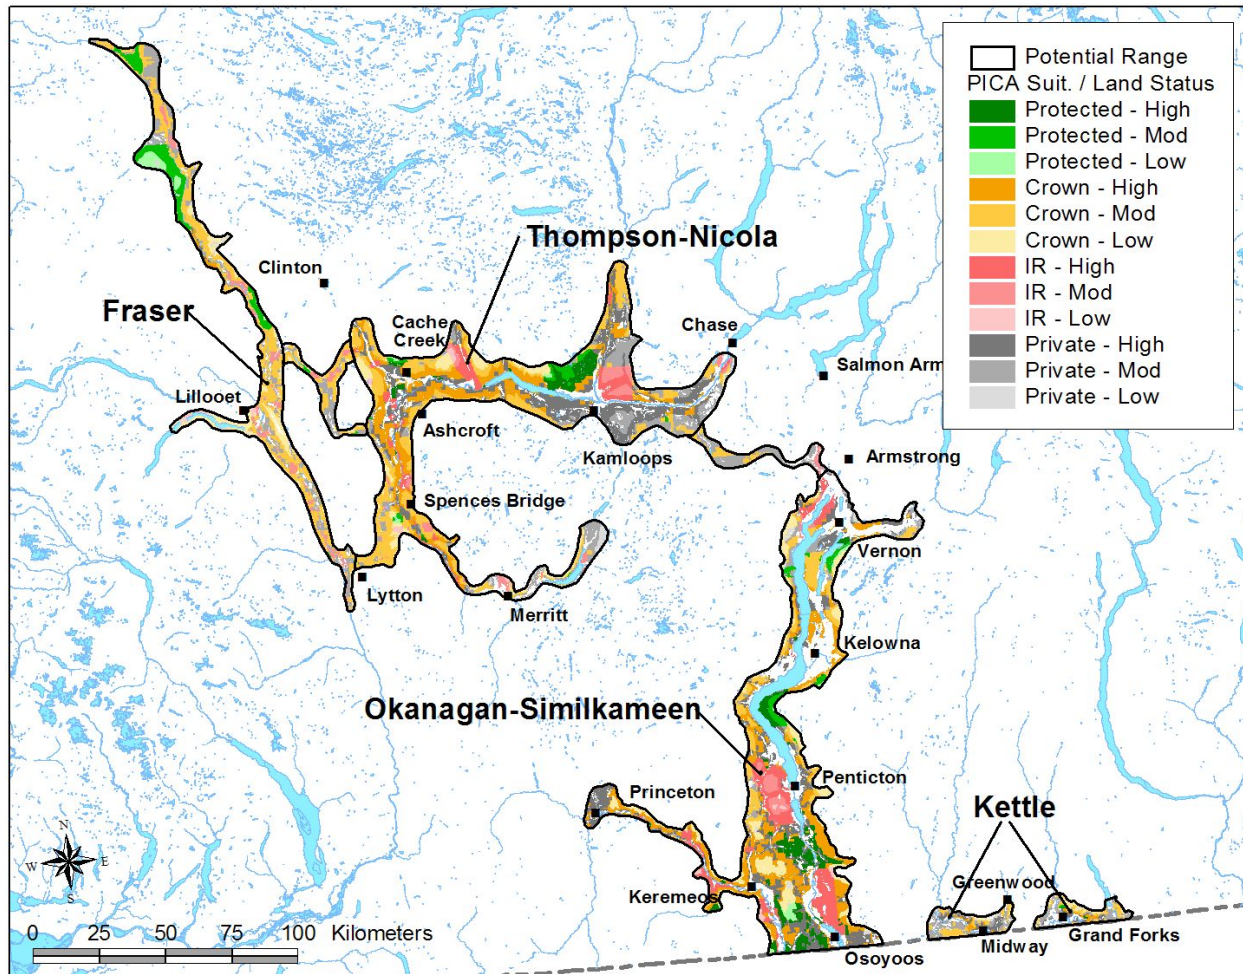 Potential Range
PICA Suit. / Land Status
Protected - High
Protected - Mod
Protected - Low
Crown - High
Crown - Mod
Crown - Low
IR - High
IR - Mod
IR - Low
Private - High
Private - Mod
Private - Low
Thompson-Nicola
Clinton
Fraser
Cache
Creek
Chase
Salmon Arm
Lillooet
Ashcroft
Kamloops
Armstrong
Spences Bridge
Vernon
Lytton
Merritt
Kelowna
Okanagan-Similkameen
Penticton
Princeton
Kettle
Greenwood
Keremeos
Grand Forks
Midway
Osoyoos
N
W E
S
0 25 50 75 100 Kilometers